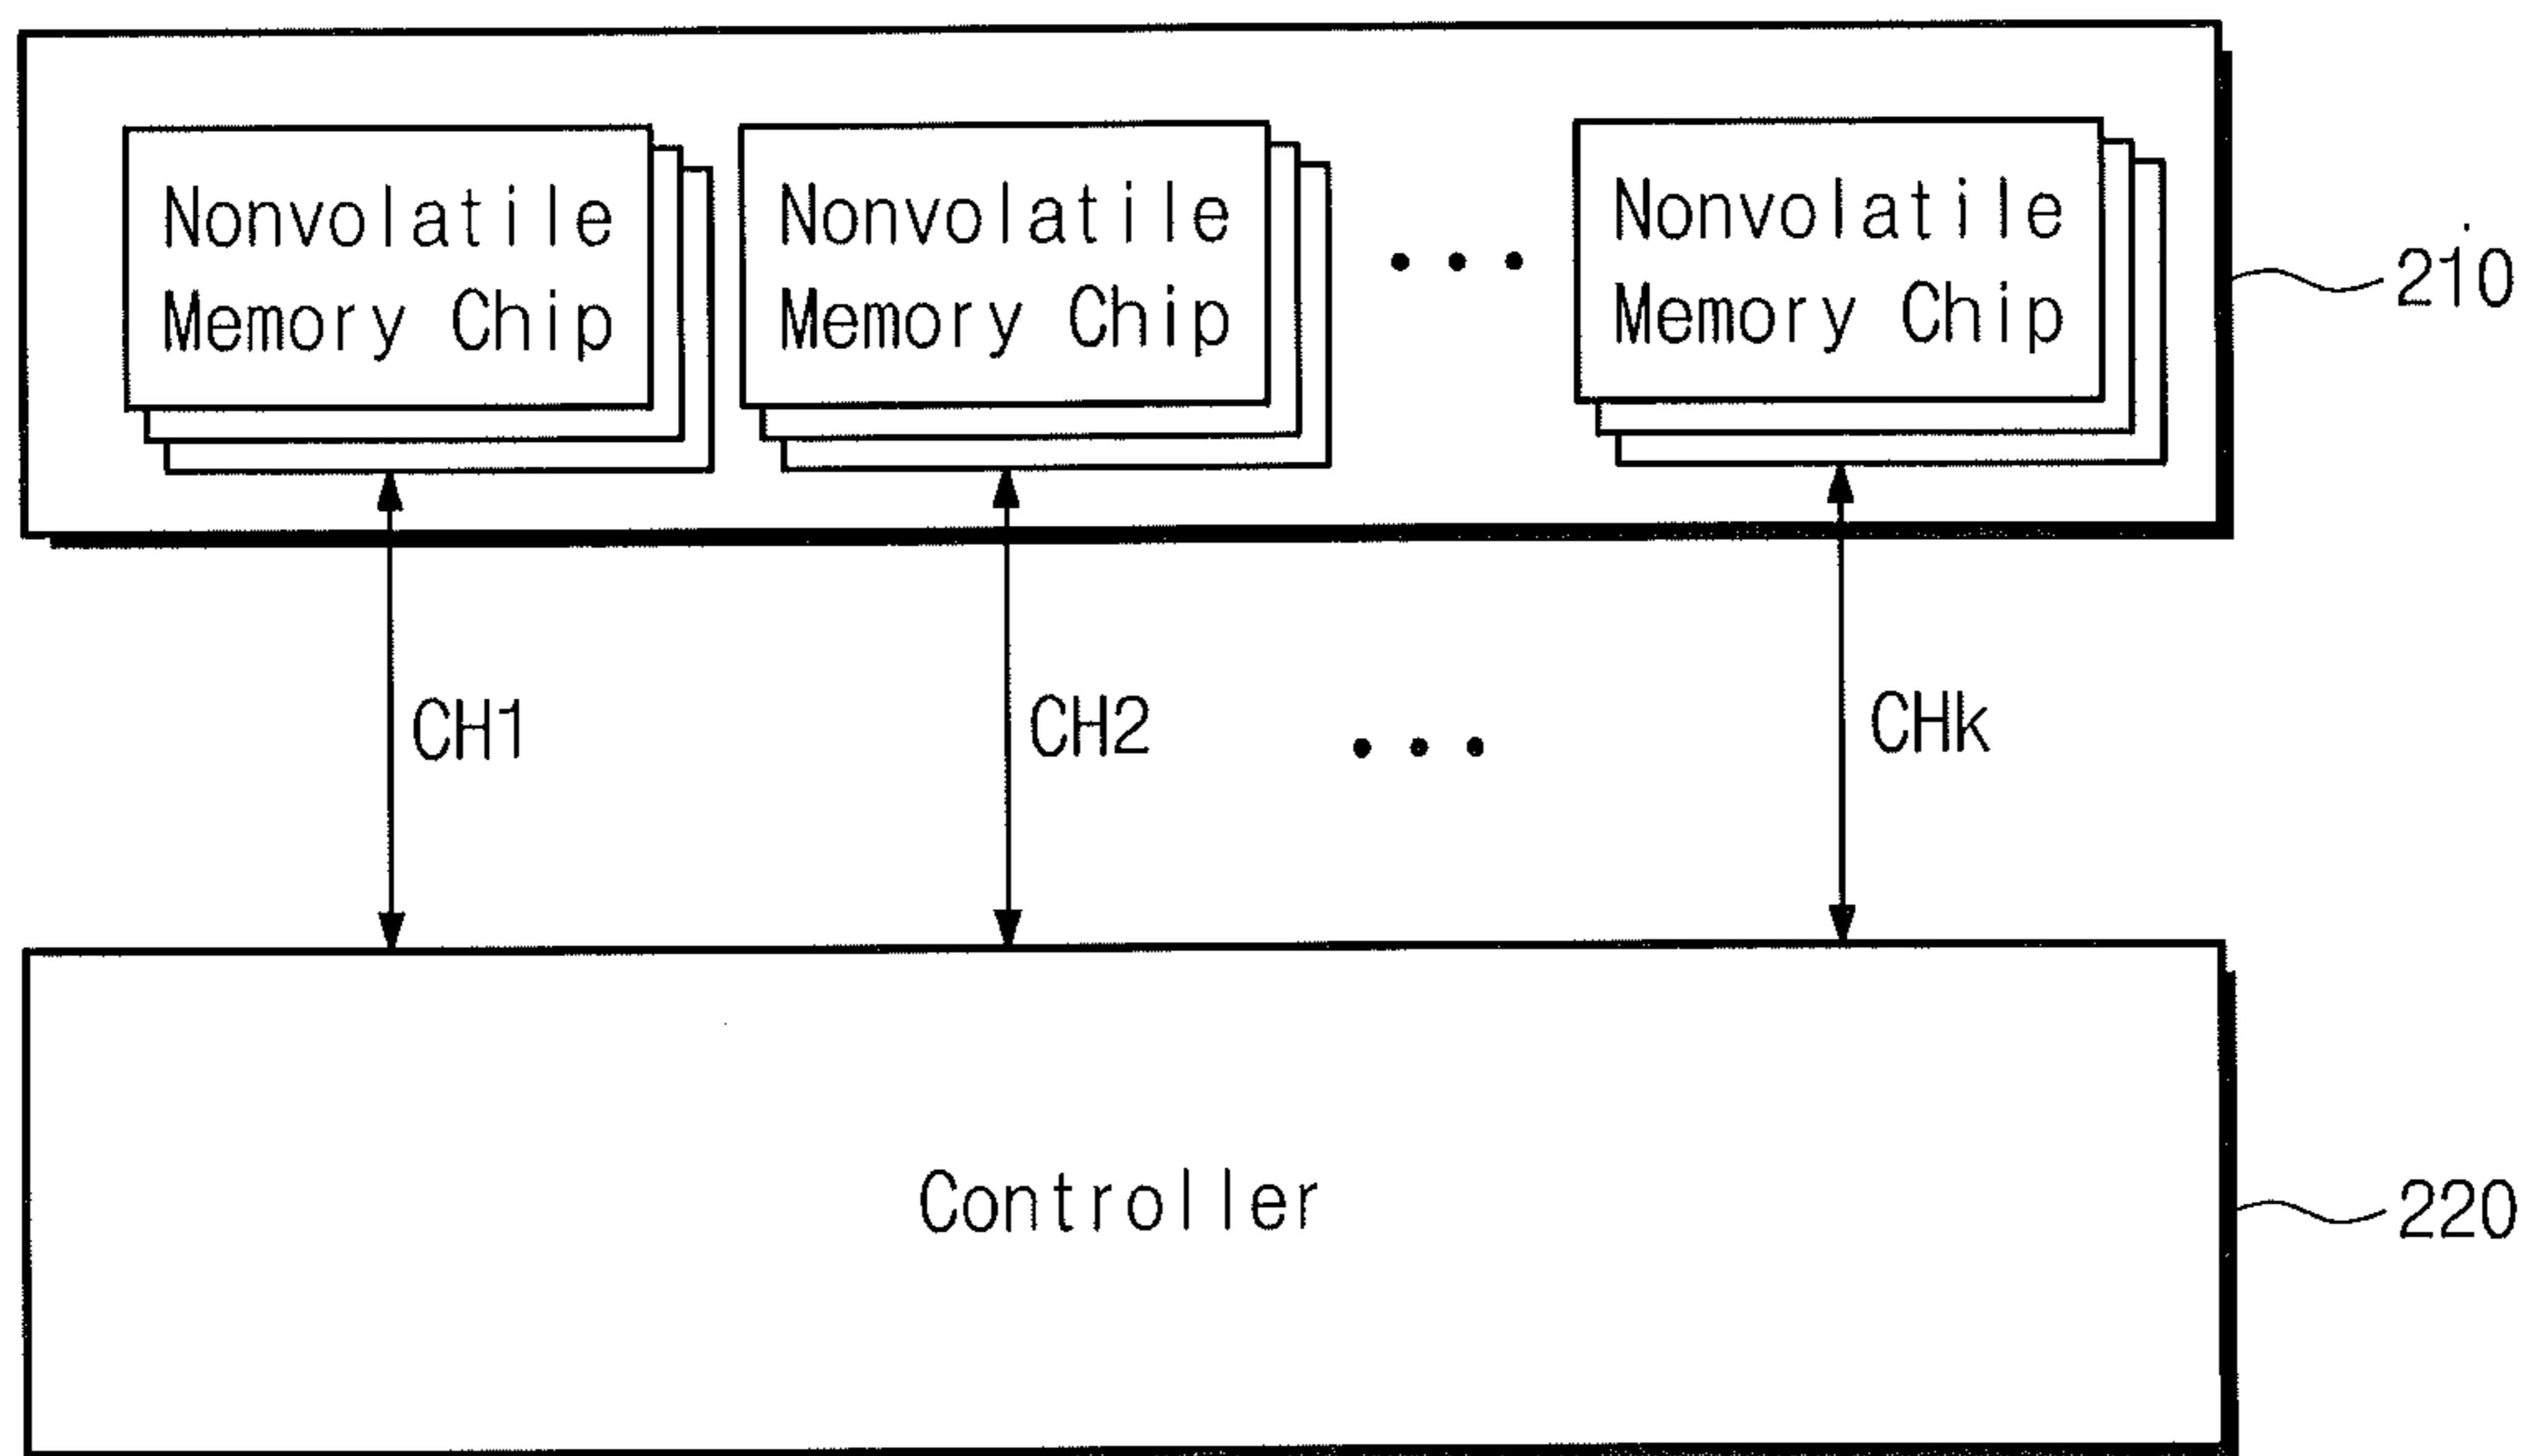 Nonvolatile
Memory Chip
Nonvolatile
Memory Chip
• • •
Nonvolatile
Memory Chip
210
CH1
CH2
• • •
CHk
Controller
220